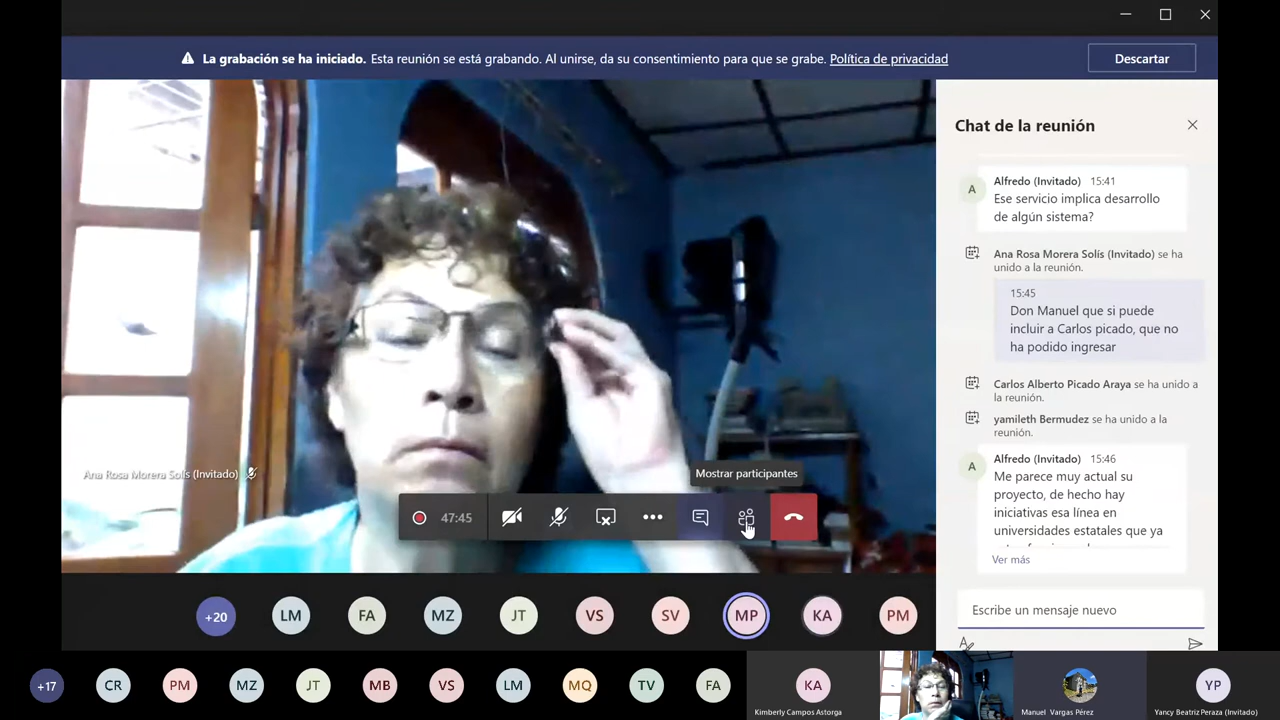 La grabación se ha iniciado. Esta reunión se está grabando. Al unirse, da su consentimiento para que se grabe. Política de privacidad
Descartar
Chat de la reunión
Alfredo (Invitado) 15:41
A
Ese servicio implica desarrollo
de algún sistema?
Ana Rosa Morera Solís (Invitado) se ha
unido a la reunión.
15:45
Don Manuel que si puede
incluir a Carlos picado, que no
ha podido ingresar
Carlos Alberto Picado Araya se ha unido a
la reunión.
yamileth Bermudez se ha unido a la
reunión.
Alfredo (Invitado) 15:46
A
Me parece muy actual su
proyecto, de hecho hay
iniciativas esa línea en
universidades estatales que ya
Ver más
Escribe un mensaje nuevo
Ana Rosa Morera Solís (Invitado)
Mostrar participantes
47:45
+20 LM FA MZ JT VS SV MP KA PM
+17 CR PM MZ JT MB VS LM MQ TV FA KA YP
Kimberly Campos Astorga
Manuel Vargas Pérez
Yancy Beatriz Peraza (Invitado)